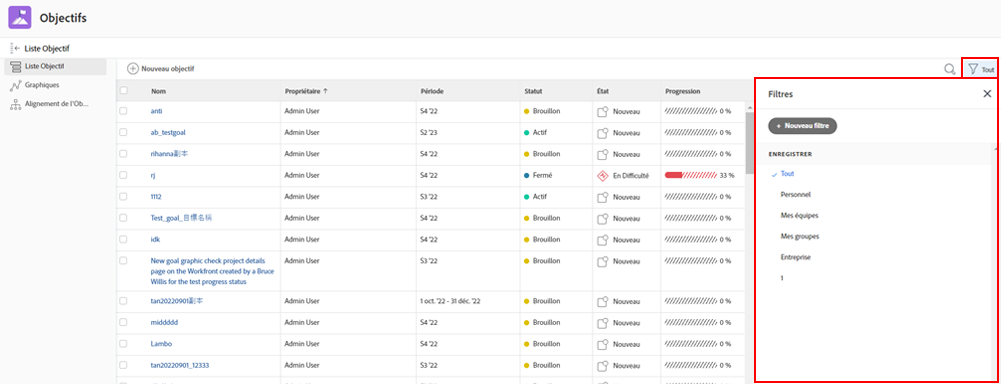 Objectifs
Liste Objectif
Liste Objectif
Graphiques
Alignement de l'Ob...
Nouveau objectif
Tout
Nom Propriétaire ↑ Période Statut État Progression
anti Admin User S4 '22 Brouillon Nouveau 0 %
ab_testgoal Admin User S2 '23 Actif Nouveau 0 %
rihanna副本 Admin User S4 '22 Brouillon Nouveau 0 %
rj Admin User S4 '22 Fermé En Difficulté 33 %
1112 Admin User S3 '22 Actif Nouveau 0 %
Test_goal_目標名稱 Admin User S4 '22 Brouillon Nouveau 0 %
idk Admin User S4 '22 Brouillon Nouveau 0 %
New goal graphic check project details Admin User S3 '22 Brouillon Nouveau 0 %
page on the Workfront created by a Bruce
Willis for the test progress status
tan20220901副本 Admin User 1 oct. '22 - 31 déc. '22 Brouillon Nouveau 0 %
middddd Admin User S4 '22 Brouillon Nouveau 0 %
Lambo Admin User S4 '22 Brouillon Nouveau 0 %
tan20220901_12333 Admin User S3 '22 Brouillon Nouveau 0 %
Filtres
+ Nouveau filtre
ENREGISTRER
Tout
Personnel
Mes équipes
Mes groupes
Entreprise
1